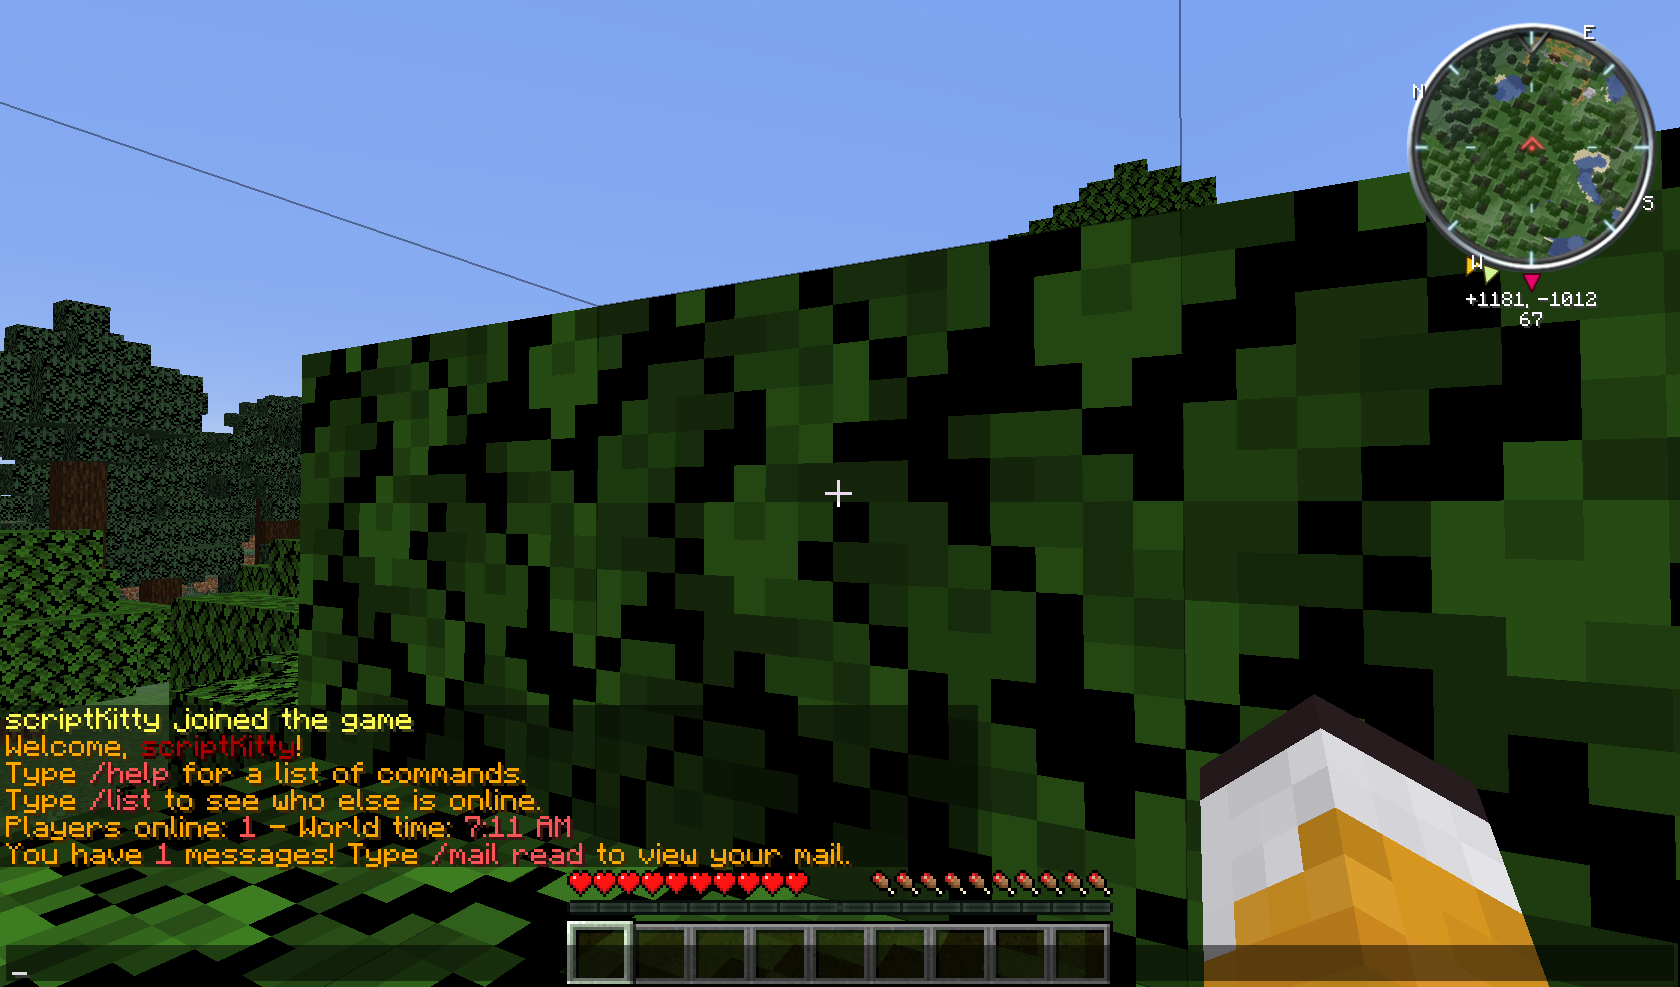 E
N
S
W
+1181, -1012
67
scriptKitty joined the game
Welcome, scriptKitty!
Type /help for a list of commands.
Type /list to see who else is online.
Players online: 1 - World time: 7:11 AM
You have 1 messages! Type /mail read to view your mail.
_